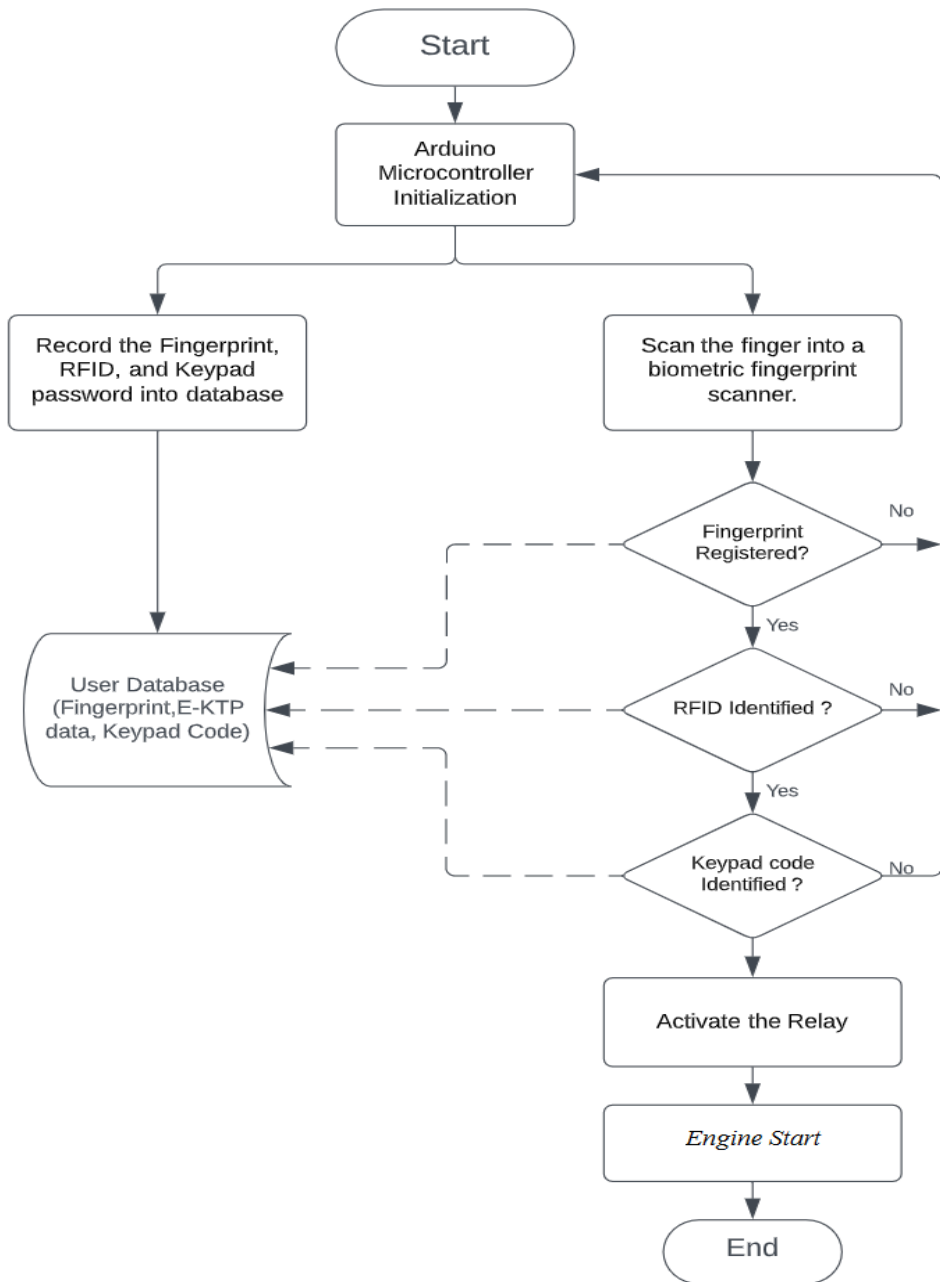 Start
Arduino
Microcontroller
Initialization
Record the Fingerprint,
RFID, and Keypad
password into database
Scan the finger into a
biometric fingerprint
scanner.
Fingerprint
Registered?
No
Yes
User Database
(Fingerprint,E-KTP
data, Keypad Code)
RFID Identified ?
No
Yes
Keypad code
Identified ?
No
Activate the Relay
Engine Start
End